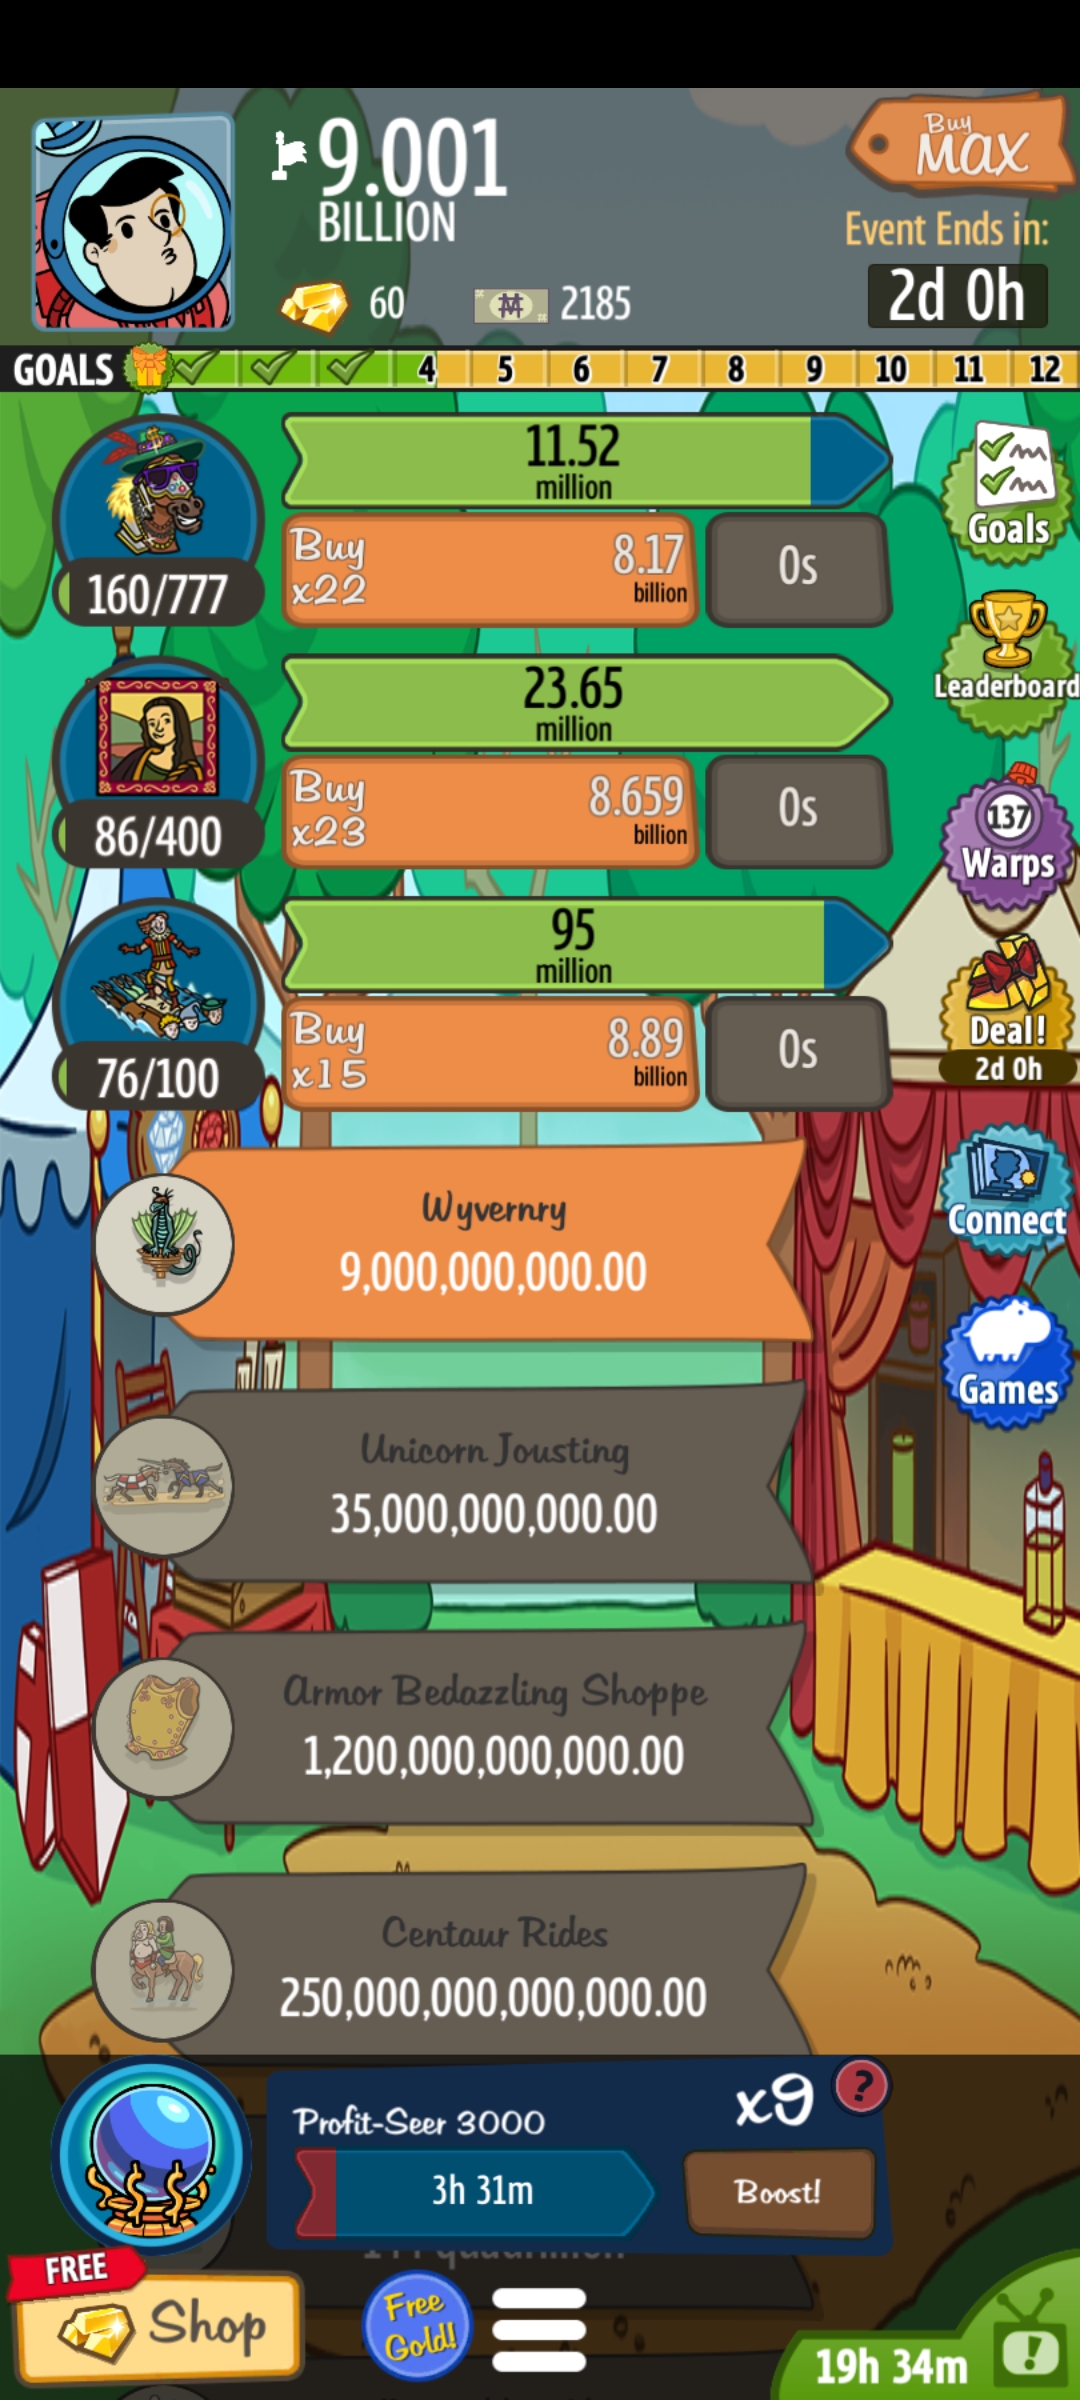 9.001
BILLION
60
2185
Buy
MAX
Event Ends in:
2d 0h
GOALS
4
5
6
7
8
9
10
11
12
11.52
million
160/777
Buy
x22
8.17
billion
0s
Goals
23.65
million
86/400
Buy
x23
8.659
billion
0s
Leaderboard
137
Warps
95
million
76/100
Buy
x15
8.89
billion
0s
Deal!
2d 0h
Wyvernry
9,000,000,000.00
Connect
Games
Unicorn Jousting
35,000,000,000.00
Armor Bedazzling Shoppe
1,200,000,000,000.00
Centaur Rides
250,000,000,000,000.00
Profit-Seer 3000
x9
?
3h 31m
Boost!
FREE
Shop
Free
Gold!
19h 34m
!